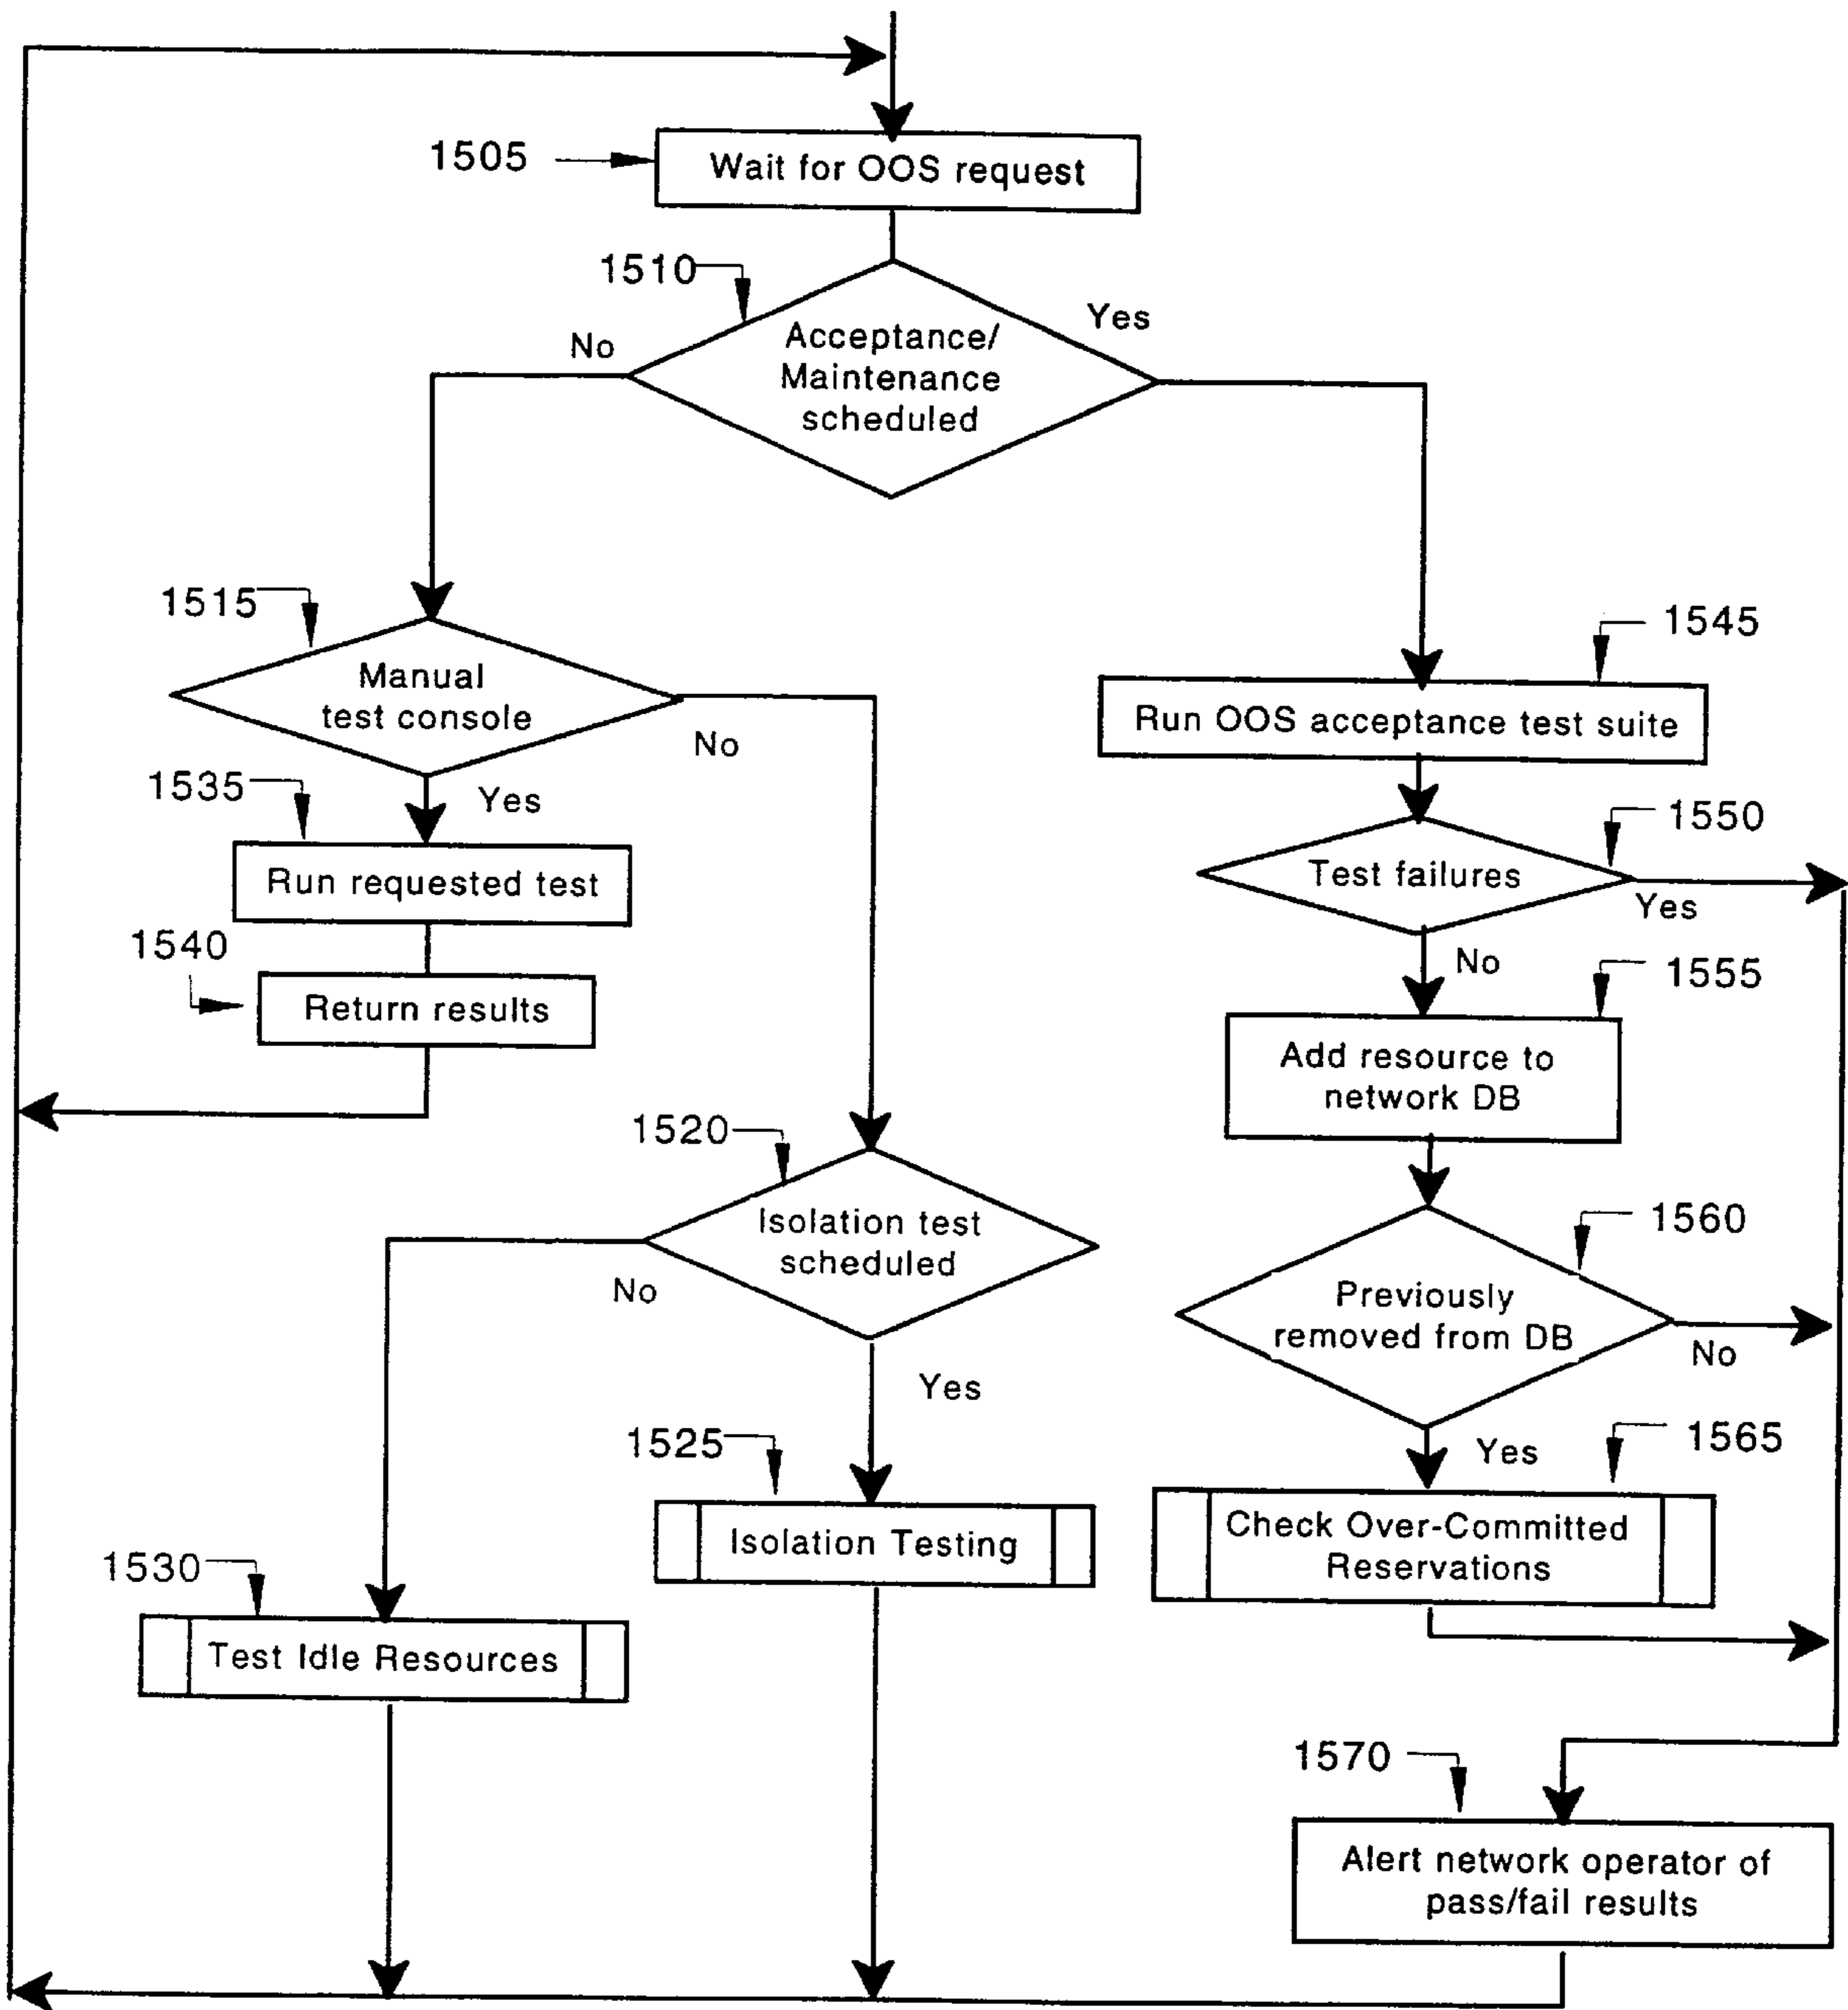 1505
Wait for OOS request
1510
Acceptance/
Maintenance
scheduled
No
Yes
1515
Manual
test console
No
Yes
1535
Run requested test
1540
Return results
1545
Run OOS acceptance test suite
1550
Test failures
Yes
No
1555
Add resource to
network DB
1520
Isolation test
scheduled
No
Yes
1560
Previously
removed from DB
No
Yes
1525
Isolation Testing
1565
Check Over-Committed
Reservations
1530
Test Idle Resources
1570
Alert network operator of
pass/fail results